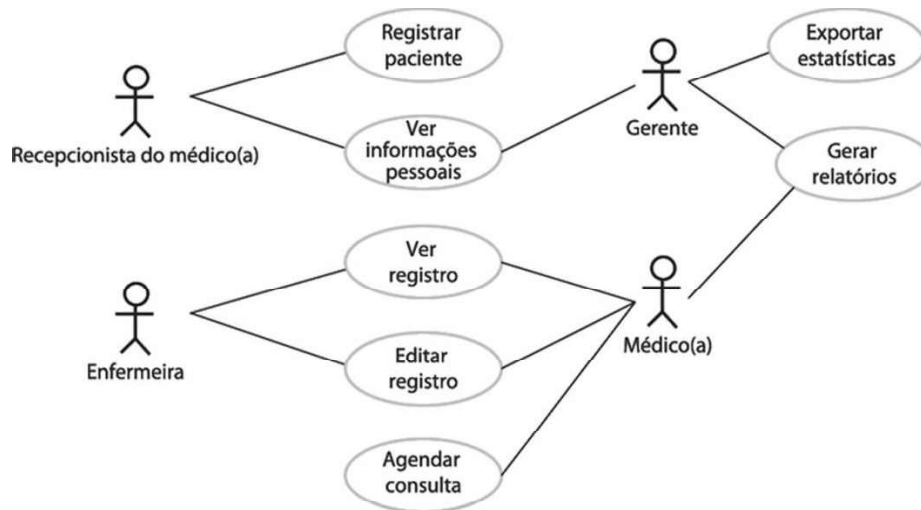 Registrar
paciente
Exportar
estatísticas
Recepcionista do médico(a)
Ver
informações
pessoais
Gerente
Gerar
relatórios
Ver
registro
Enfermeira
Editar
registro
Médico(a)
Agendar
consulta